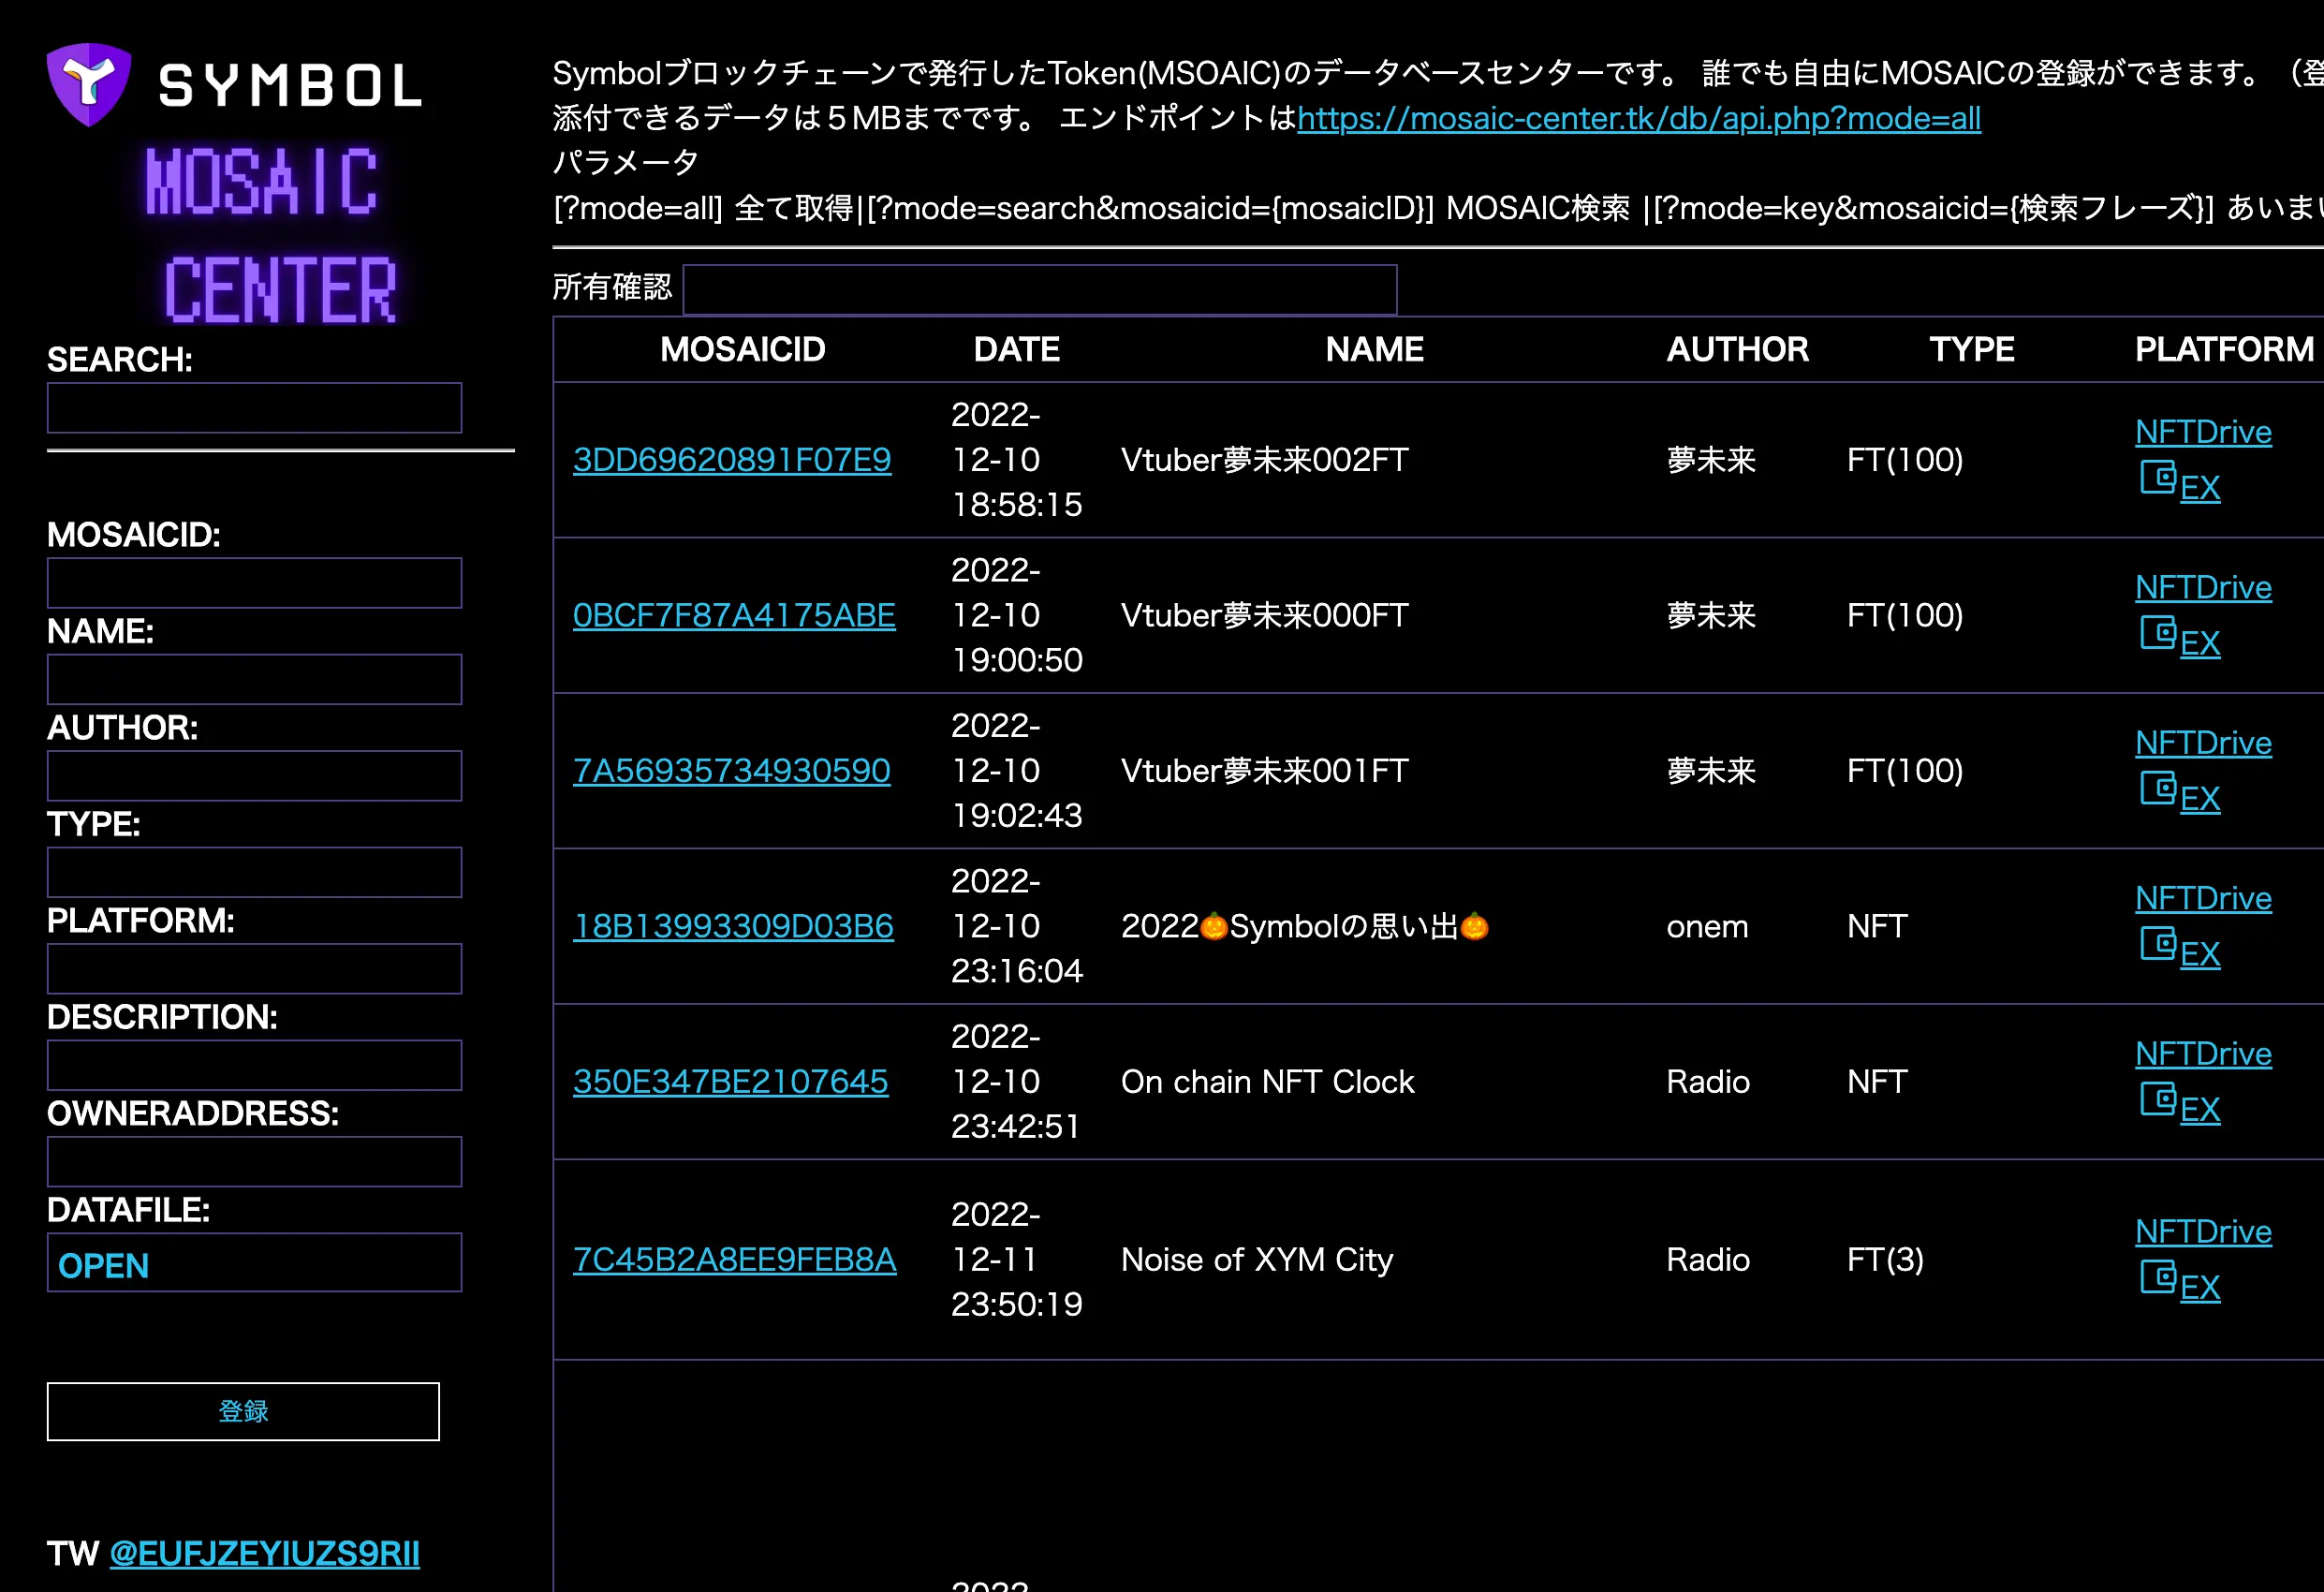 SYMBOL
MOSAIC
CENTER
SEARCH:
MOSAICID:
NAME:
AUTHOR:
TYPE:
PLATFORM:
DESCRIPTION:
OWNERADDRESS:
DATAFILE:
OPEN
登録
TW @EUFJZEYIUZS9RII
Symbolブロックチェーンで発行したToken(MSOAIC)のデータベースセンターです。 誰でも自由にMOSAICの登録ができます。（登
添付できるデータは５MBまでです。 エンドポイントはhttps://mosaic-center.tk/db/api.php?mode=all
パラメータ
[?mode=all] 全て取得|[?mode=search&mosaicid={mosaicID}] MOSAIC検索 |[?mode=key&mosaicid={検索フレーズ}] あいまい
所有確認
MOSAICID DATE NAME AUTHOR TYPE PLATFORM
2022-
NFTDrive
3DD69620891F07E9 12-10 Vtuber夢未来002FT 夢未来 FT(100)
EX
18:58:15
2022-
NFTDrive
0BCF7F87A4175ABE 12-10 Vtuber夢未来000FT 夢未来 FT(100)
EX
19:00:50
2022-
NFTDrive
7A56935734930590 12-10 Vtuber夢未来001FT 夢未来 FT(100)
EX
19:02:43
2022-
NFTDrive
18B13993309D03B6 12-10 2022🎃Symbolの思い出🎃 onem NFT
EX
23:16:04
2022-
NFTDrive
350E347BE2107645 12-10 On chain NFT Clock Radio NFT
EX
23:42:51
2022-
NFTDrive
7C45B2A8EE9FEB8A 12-11 Noise of XYM City Radio FT(3)
EX
23:50:19